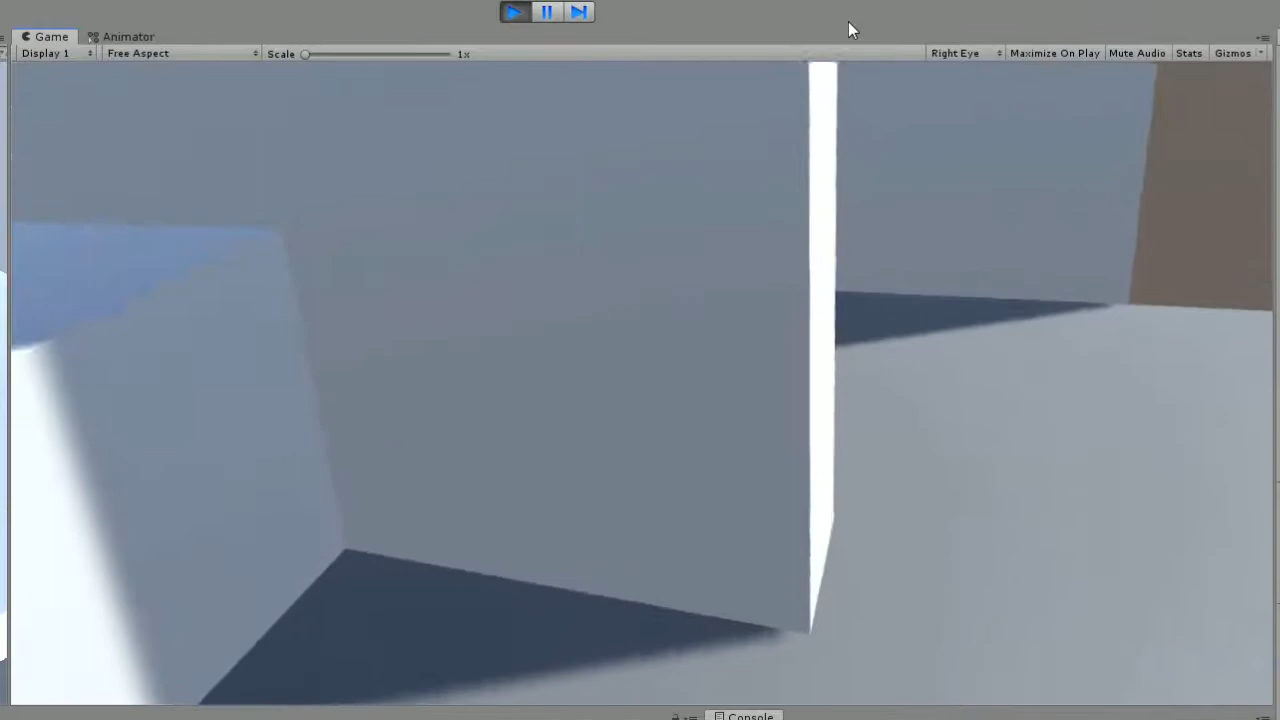 Game Animator
Display 1 Free Aspect Scale 1x Right Eye Maximize On Play Mute Audio Stats Gizmos
Console